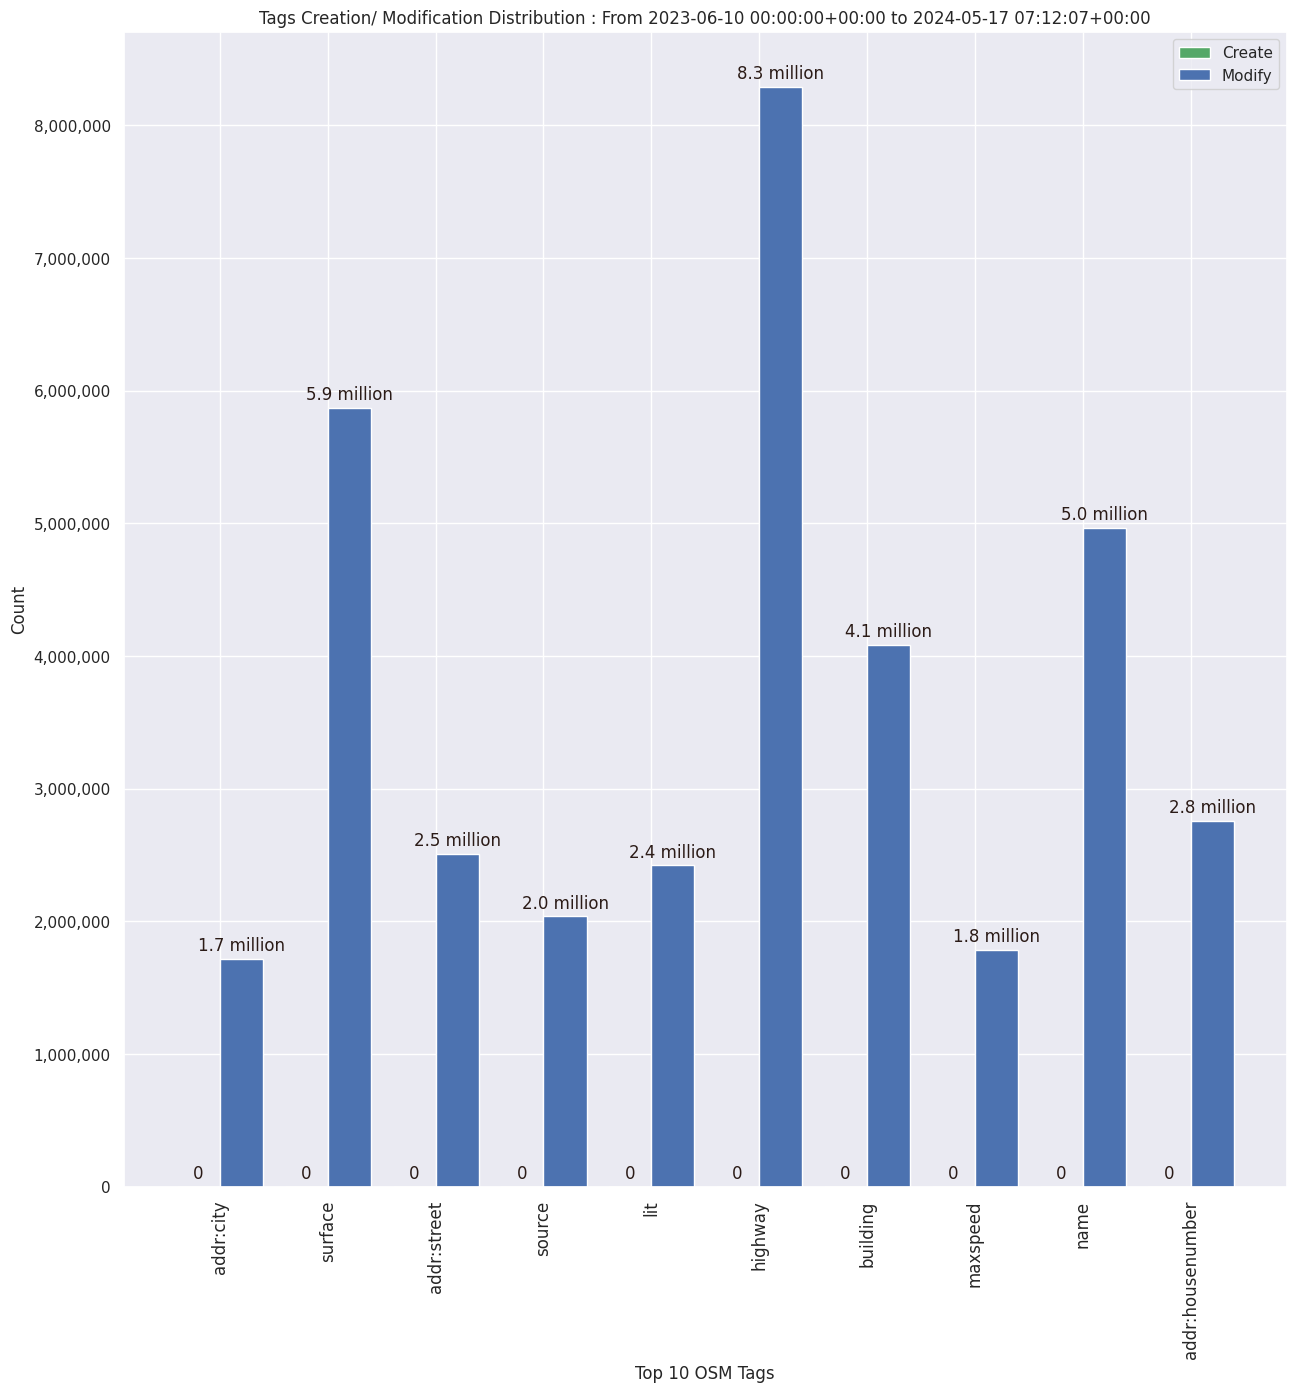 Tags Creation/ Modification Distribution : From 2023-06-10 00:00:00+00:00 to 2024-05-17 07:12:07+00:00
Create
Modify
8.3 million
8,000,000
7,000,000
6,000,000
5.9 million
5,000,000
5.0 million
Count
4.1 million
4,000,000
3,000,000
2.8 million
2.5 million
2.4 million
2.0 million
2,000,000
1.8 million
1.7 million
1,000,000
0 0 0 0 0 0 0 0 0 0
0
addr:city
surface
addr:street
source
lit
highway
building
maxspeed
name
addr:housenumber
Top 10 OSM Tags